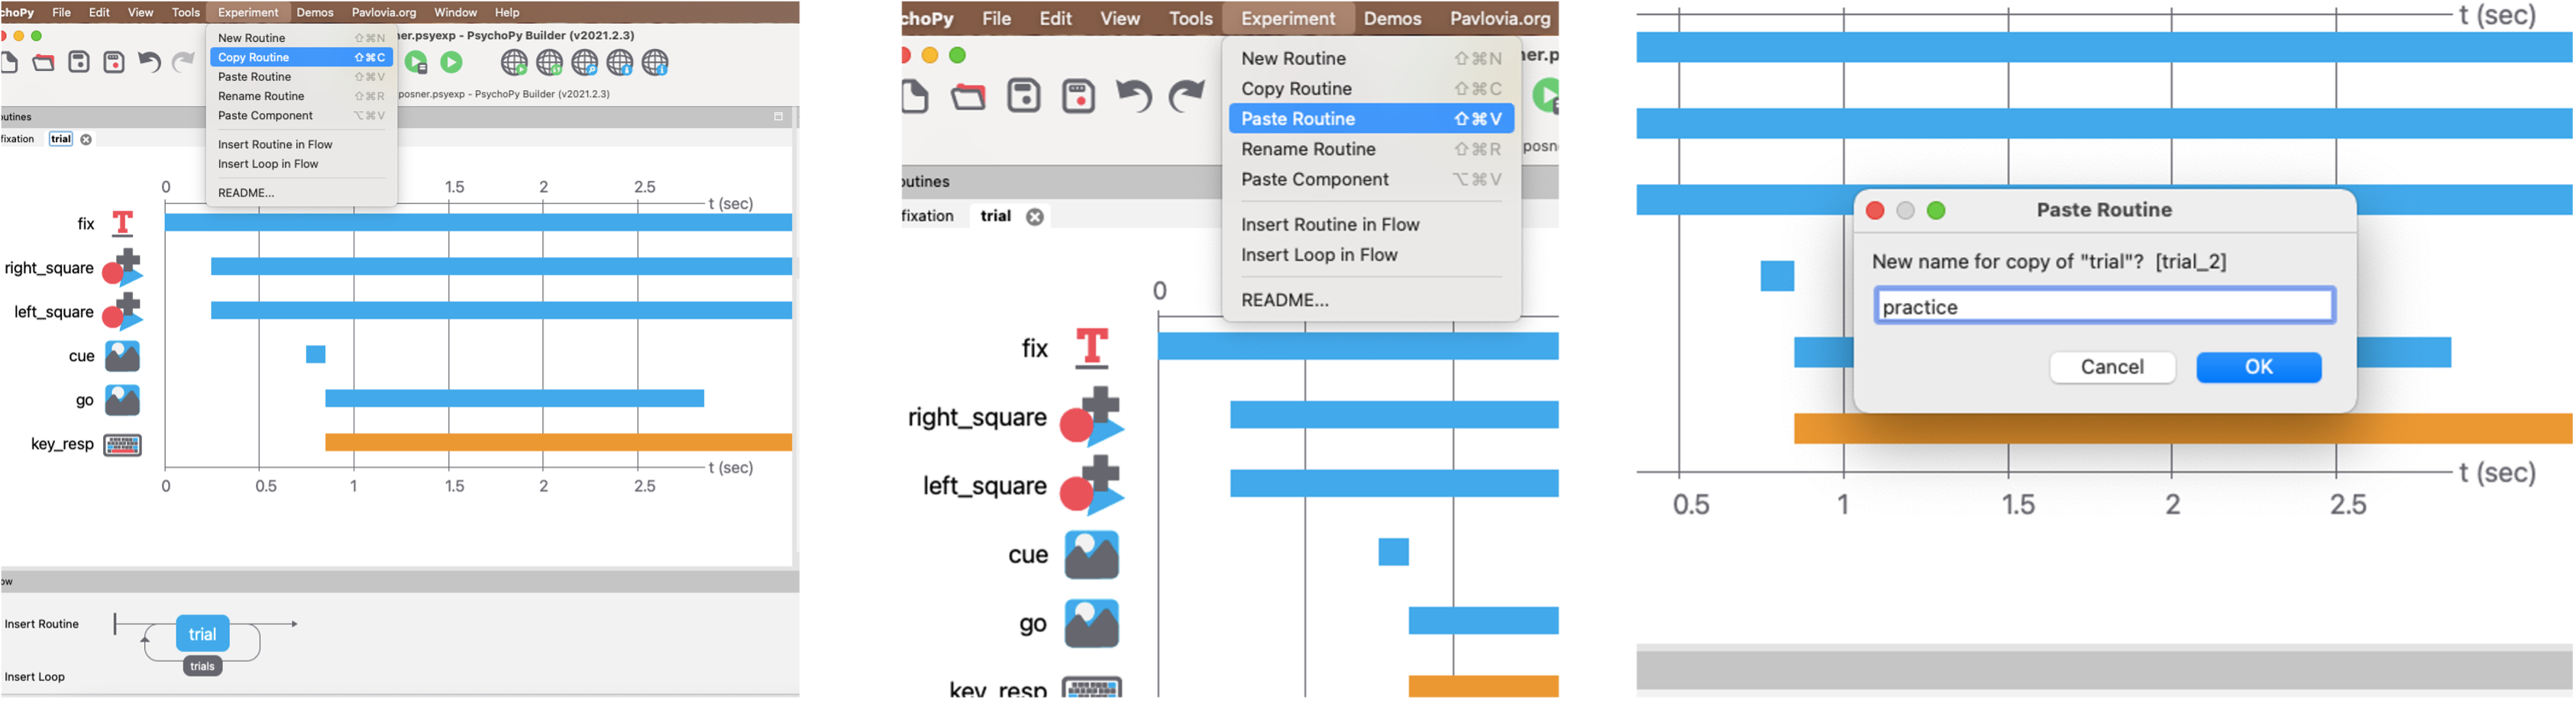 choPy File Edit View Tools Experiment Demos Pavlovia.org Window Help
New Routine ⇧⌘N
ner.psyexp - PsychoPy Builder (v2021.2.3)
Copy Routine ⇧⌘C
Paste Routine ⇧⌘V
Rename Routine ⇧⌘R
posner.psyexp - PsychoPy Builder (v2021.2.3)
Paste Component ⌥⌘V
outines
fixation trial
Insert Routine in Flow
Insert Loop in Flow
README...
0 1.5 2 2.5
t (sec)
fix
right_square
left_square
cue
go
key_resp
t (sec)
0 0.5 1 1.5 2 2.5
ow
Insert Routine
trial
trials
Insert Loop
choPy File Edit View Tools Experiment Demos Pavlovia.org
New Routine ⇧⌘N
ner.p
Copy Routine ⇧⌘C
Paste Routine ⇧⌘V
Rename Routine ⇧⌘R
posn
Paste Component ⌥⌘V
outines
fixation trial
Insert Routine in Flow
Insert Loop in Flow
README...
0
fix
right_square
left_square
cue
go
key_resp
t (sec)
Paste Routine
New name for copy of "trial"? [trial_2]
practice
Cancel OK
t (sec)
0.5 1 1.5 2 2.5